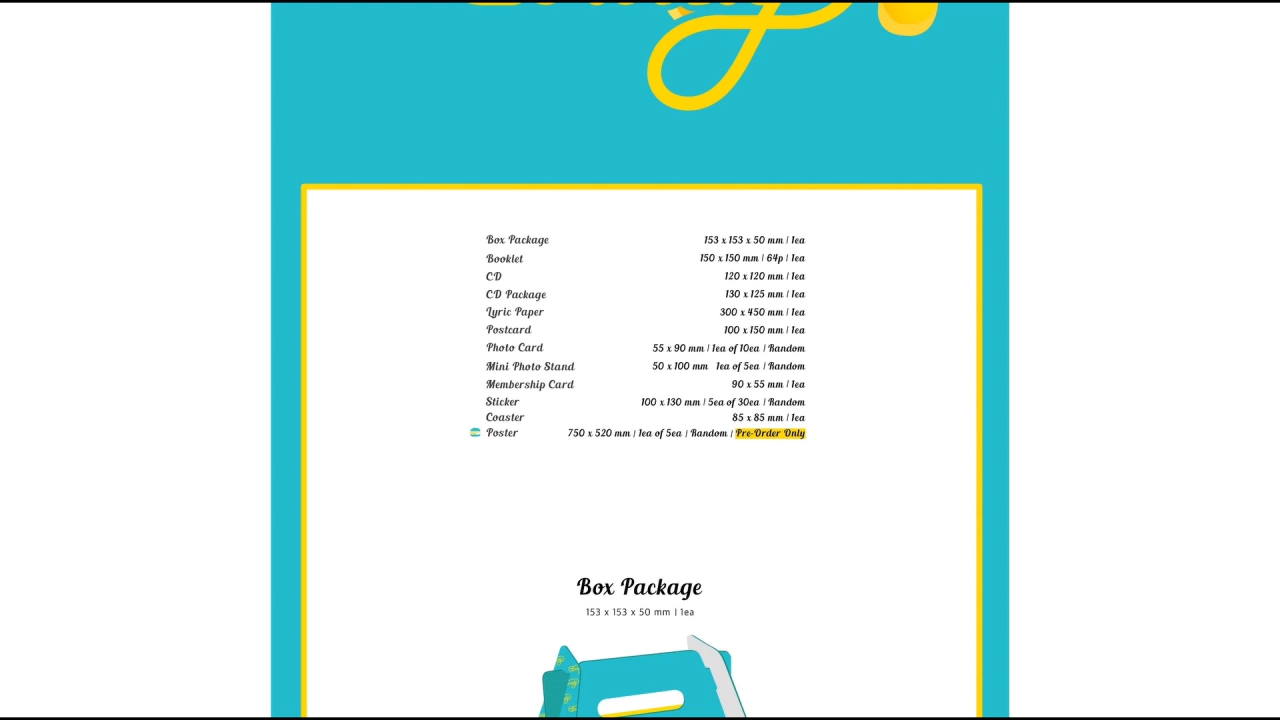 Box Package 153 x 153 x 50 mm | 1ea
Booklet 150 x 150 mm | 64p | 1ea
CD 120 x 120 mm | 1ea
CD Package 130 x 125 mm | 1ea
Lyric Paper 300 x 450 mm | 1ea
Postcard 100 x 150 mm | 1ea
Photo Card 55 x 90 mm | 1ea of 10ea | Random
Mini Photo Stand 50 x 100 mm 1ea of 5ea | Random
Membership Card 90 x 55 mm | 1ea
Sticker 100 x 130 mm | 5ea of 30ea | Random
Coaster 85 x 85 mm | 1ea
Poster 750 x 520 mm | 1ea of 5ea | Random | Pre-Order Only
Box Package
153 x 153 x 50 mm | 1ea